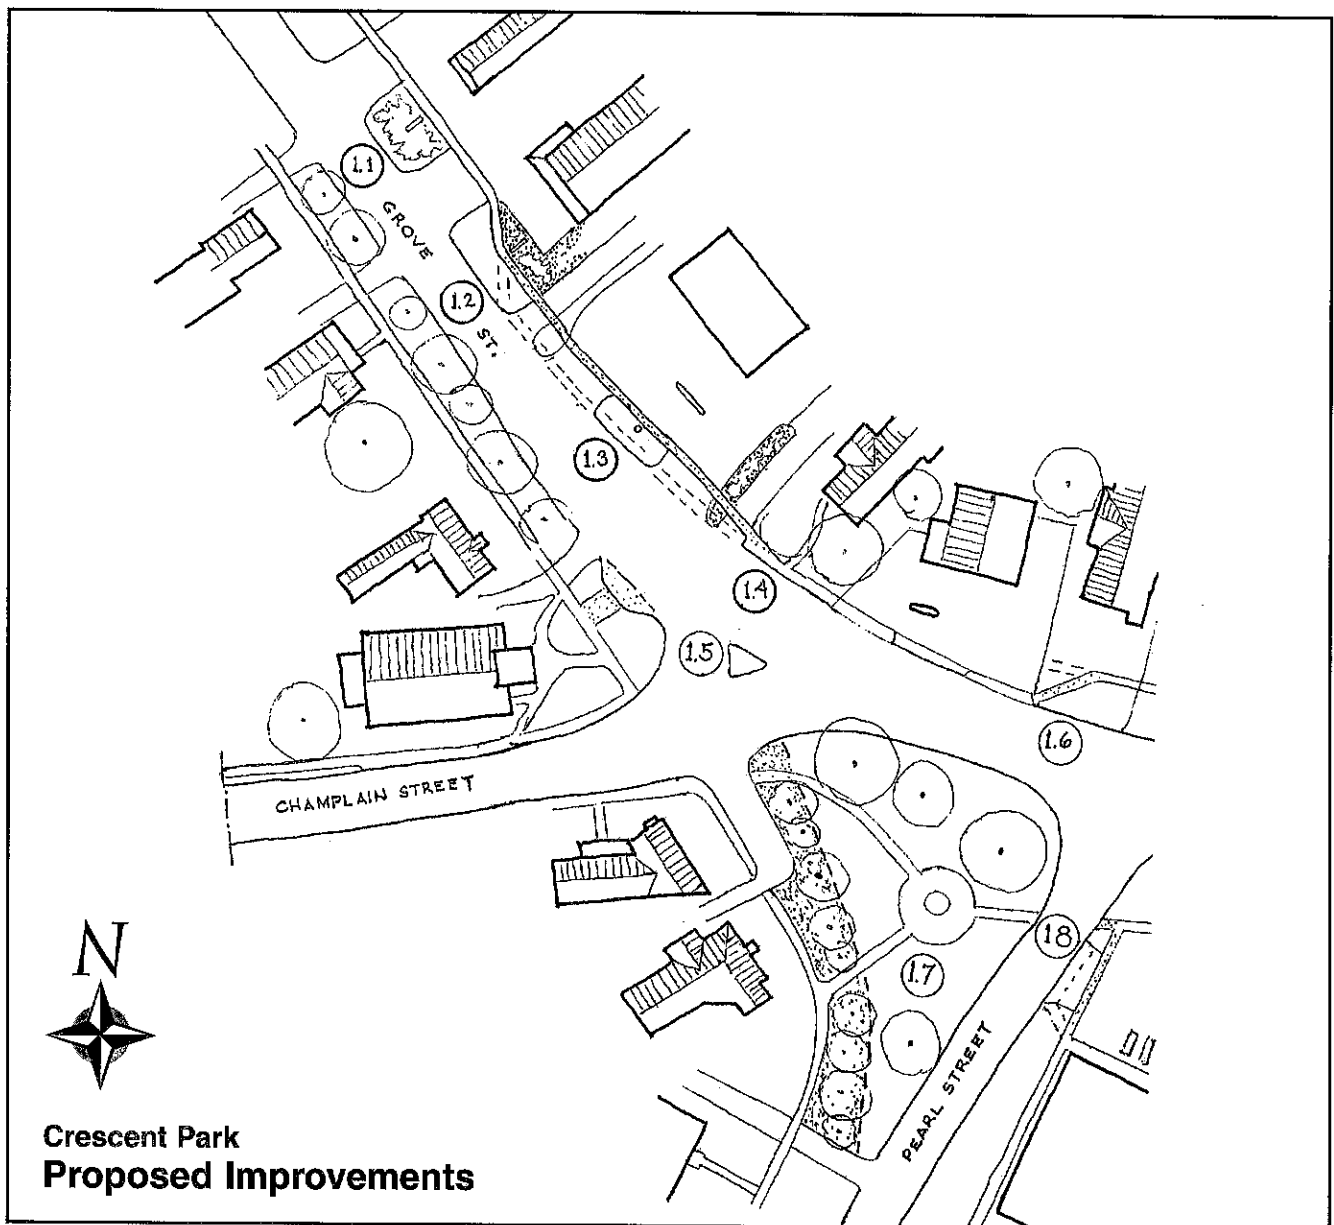 1.1
GROVE
1.2
ST.
1.3
1.4
1.5
1.6
CHAMPLAIN STREET
18
1.7
N
PEARL STREET
Crescent Park
Proposed Improvements